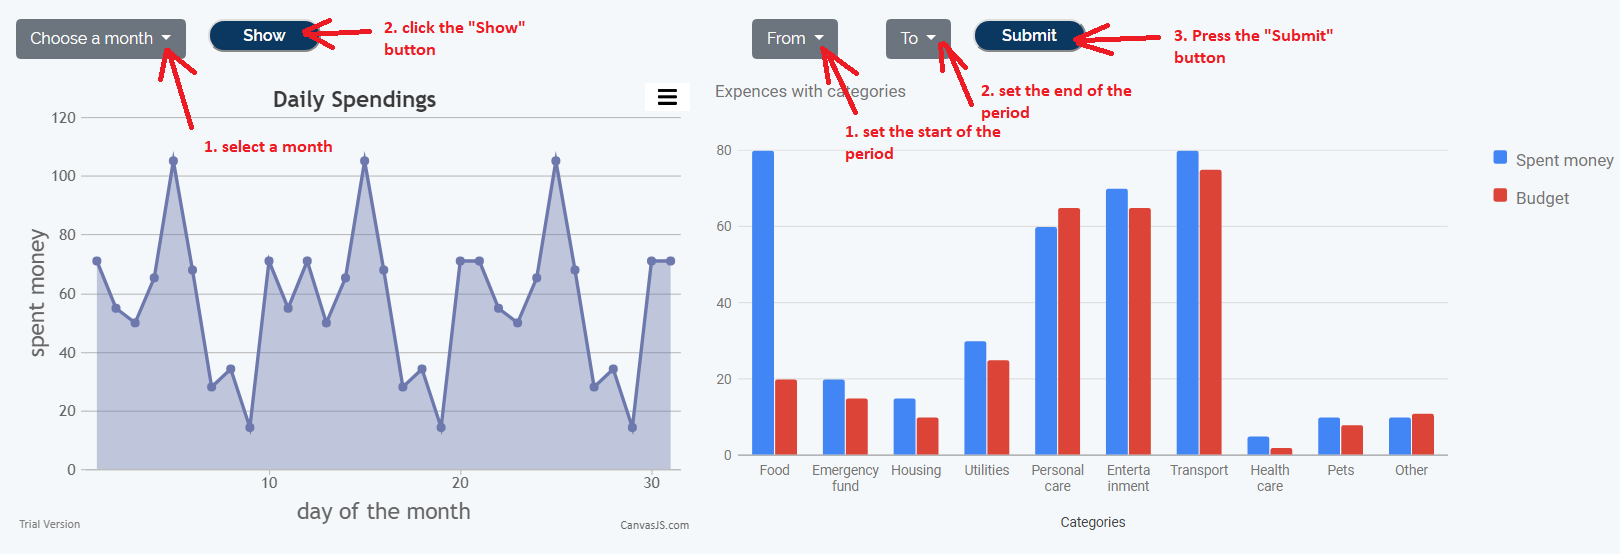 Choose a month
Show
2. click the "Show"
button
From
To
Submit
3. Press the "Submit"
button
Daily Spendings
1. select a month
120
100
80
60
40
20
0
10
20
30
spent money
day of the month
Trial Version
CanvasJS.com
Expences with categories
2. set the end of the
period
1. set the start of the
period
80
60
40
20
0
Spent money
Budget
Food
Emergency
fund
Housing
Utilities
Personal
care
Enterta
inment
Transport
Health
care
Pets
Other
Categories